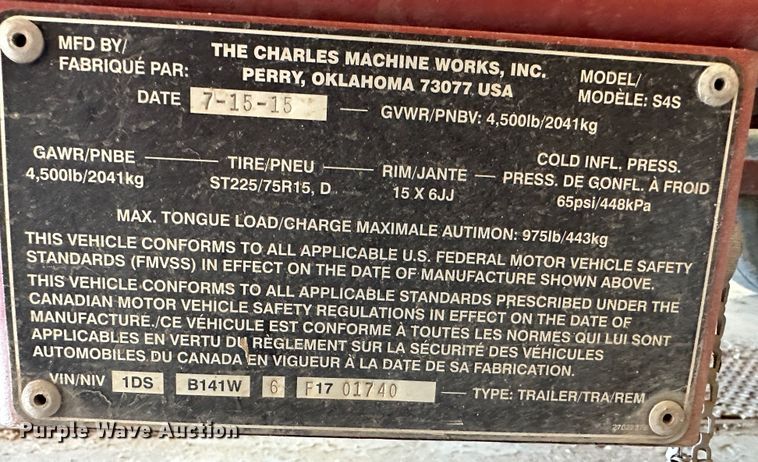 MFD BY/
FABRIQUÉ PAR:
THE CHARLES MACHINE WORKS, INC.
PERRY, OKLAHOMA 73077 USA
MODEL/
MODÈLE: S4S
DATE 7-15-15 — GVWR/PNBV: 4,500lb/2041kg
GAWR/PNBE — TIRE/PNEU — RIM/JANTE — COLD INFL. PRESS.
PRESS. DE GONFL. À FROID
4,500lb/2041kg ST225/75R15, D 15 X 6JJ 65psi/448kPa
MAX. TONGUE LOAD/CHARGE MAXIMALE AUTIMON: 975lb/443kg
THIS VEHICLE CONFORMS TO ALL APPLICABLE U.S. FEDERAL MOTOR VEHICLE SAFETY
STANDARDS (FMVSS) IN EFFECT ON THE DATE OF MANUFACTURE SHOWN ABOVE.
THIS VEHICLE CONFORMS TO ALL APPLICABLE STANDARDS PRESCRIBED UNDER THE
CANADIAN MOTOR VEHICLE SAFETY REGULATIONS IN EFFECT ON THE DATE OF
MANUFACTURE./CE VÉHICULE EST CONFORME À TOUTES LES NORMES QUI LUI SONT
APPLICABLES EN VERTU DU RÈGLEMENT SUR LA SÉCURITÉ DES VÉHICULES
AUTOMOBILES DU CANADA EN VIGUEUR À LA DATE DE SA FABRICATION.
VIN/NIV 1DS B141W 6 F17 01740 — TYPE: TRAILER/TRA/REM
Purple Wave Auction